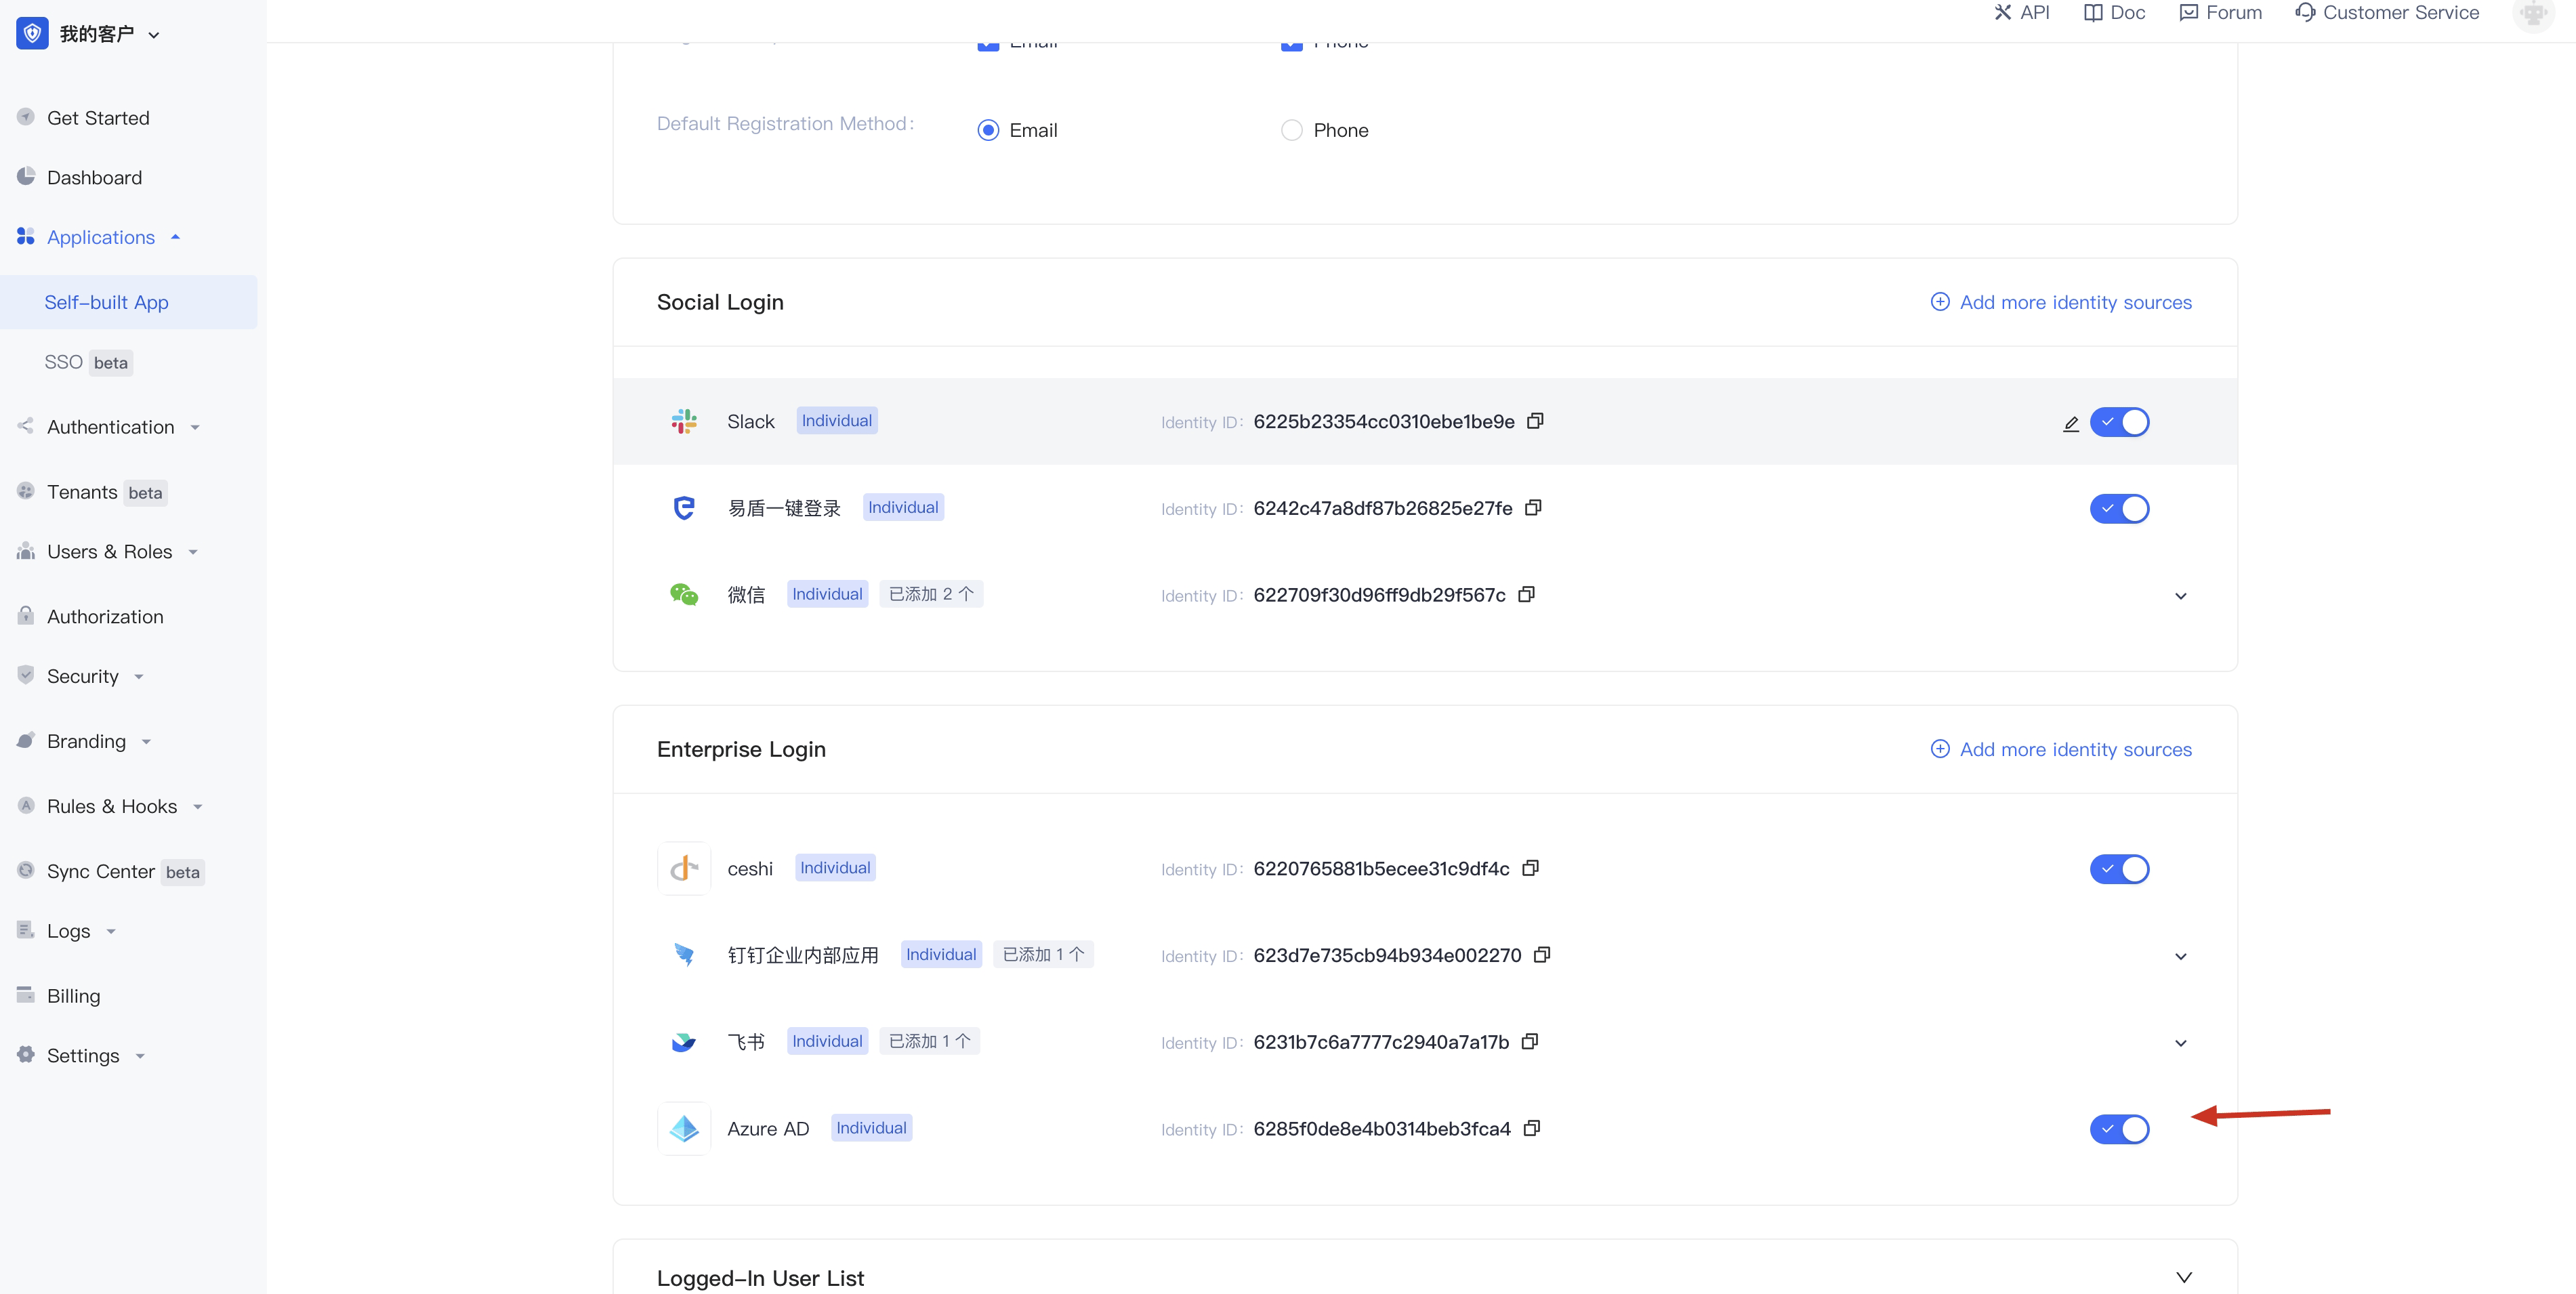 我的客户
API Doc Forum Customer Service
Email Phone
Get Started
Default Registration Method: Email Phone
Dashboard
Applications
Self-built App
Social Login Add more identity sources
SSO beta
Authentication
Slack Individual Identity ID: 6225b23354cc0310ebe1be9e
Tenants beta
易盾一键登录 Individual Identity ID: 6242c47a8df87b26825e27fe
Users & Roles
微信 Individual 已添加 2 个 Identity ID: 622709f30d96ff9db29f567c
Authorization
Security
Branding
Enterprise Login Add more identity sources
Rules & Hooks
Sync Center beta
ceshi Individual Identity ID: 6220765881b5ecee31c9df4c
Logs
钉钉企业内部应用 Individual 已添加 1 个 Identity ID: 623d7e735cb94b934e002270
Billing
飞书 Individual 已添加 1 个 Identity ID: 6231b7c6a7777c2940a7a17b
Settings
Azure AD Individual Identity ID: 6285f0de8e4b0314beb3fca4
Logged-In User List